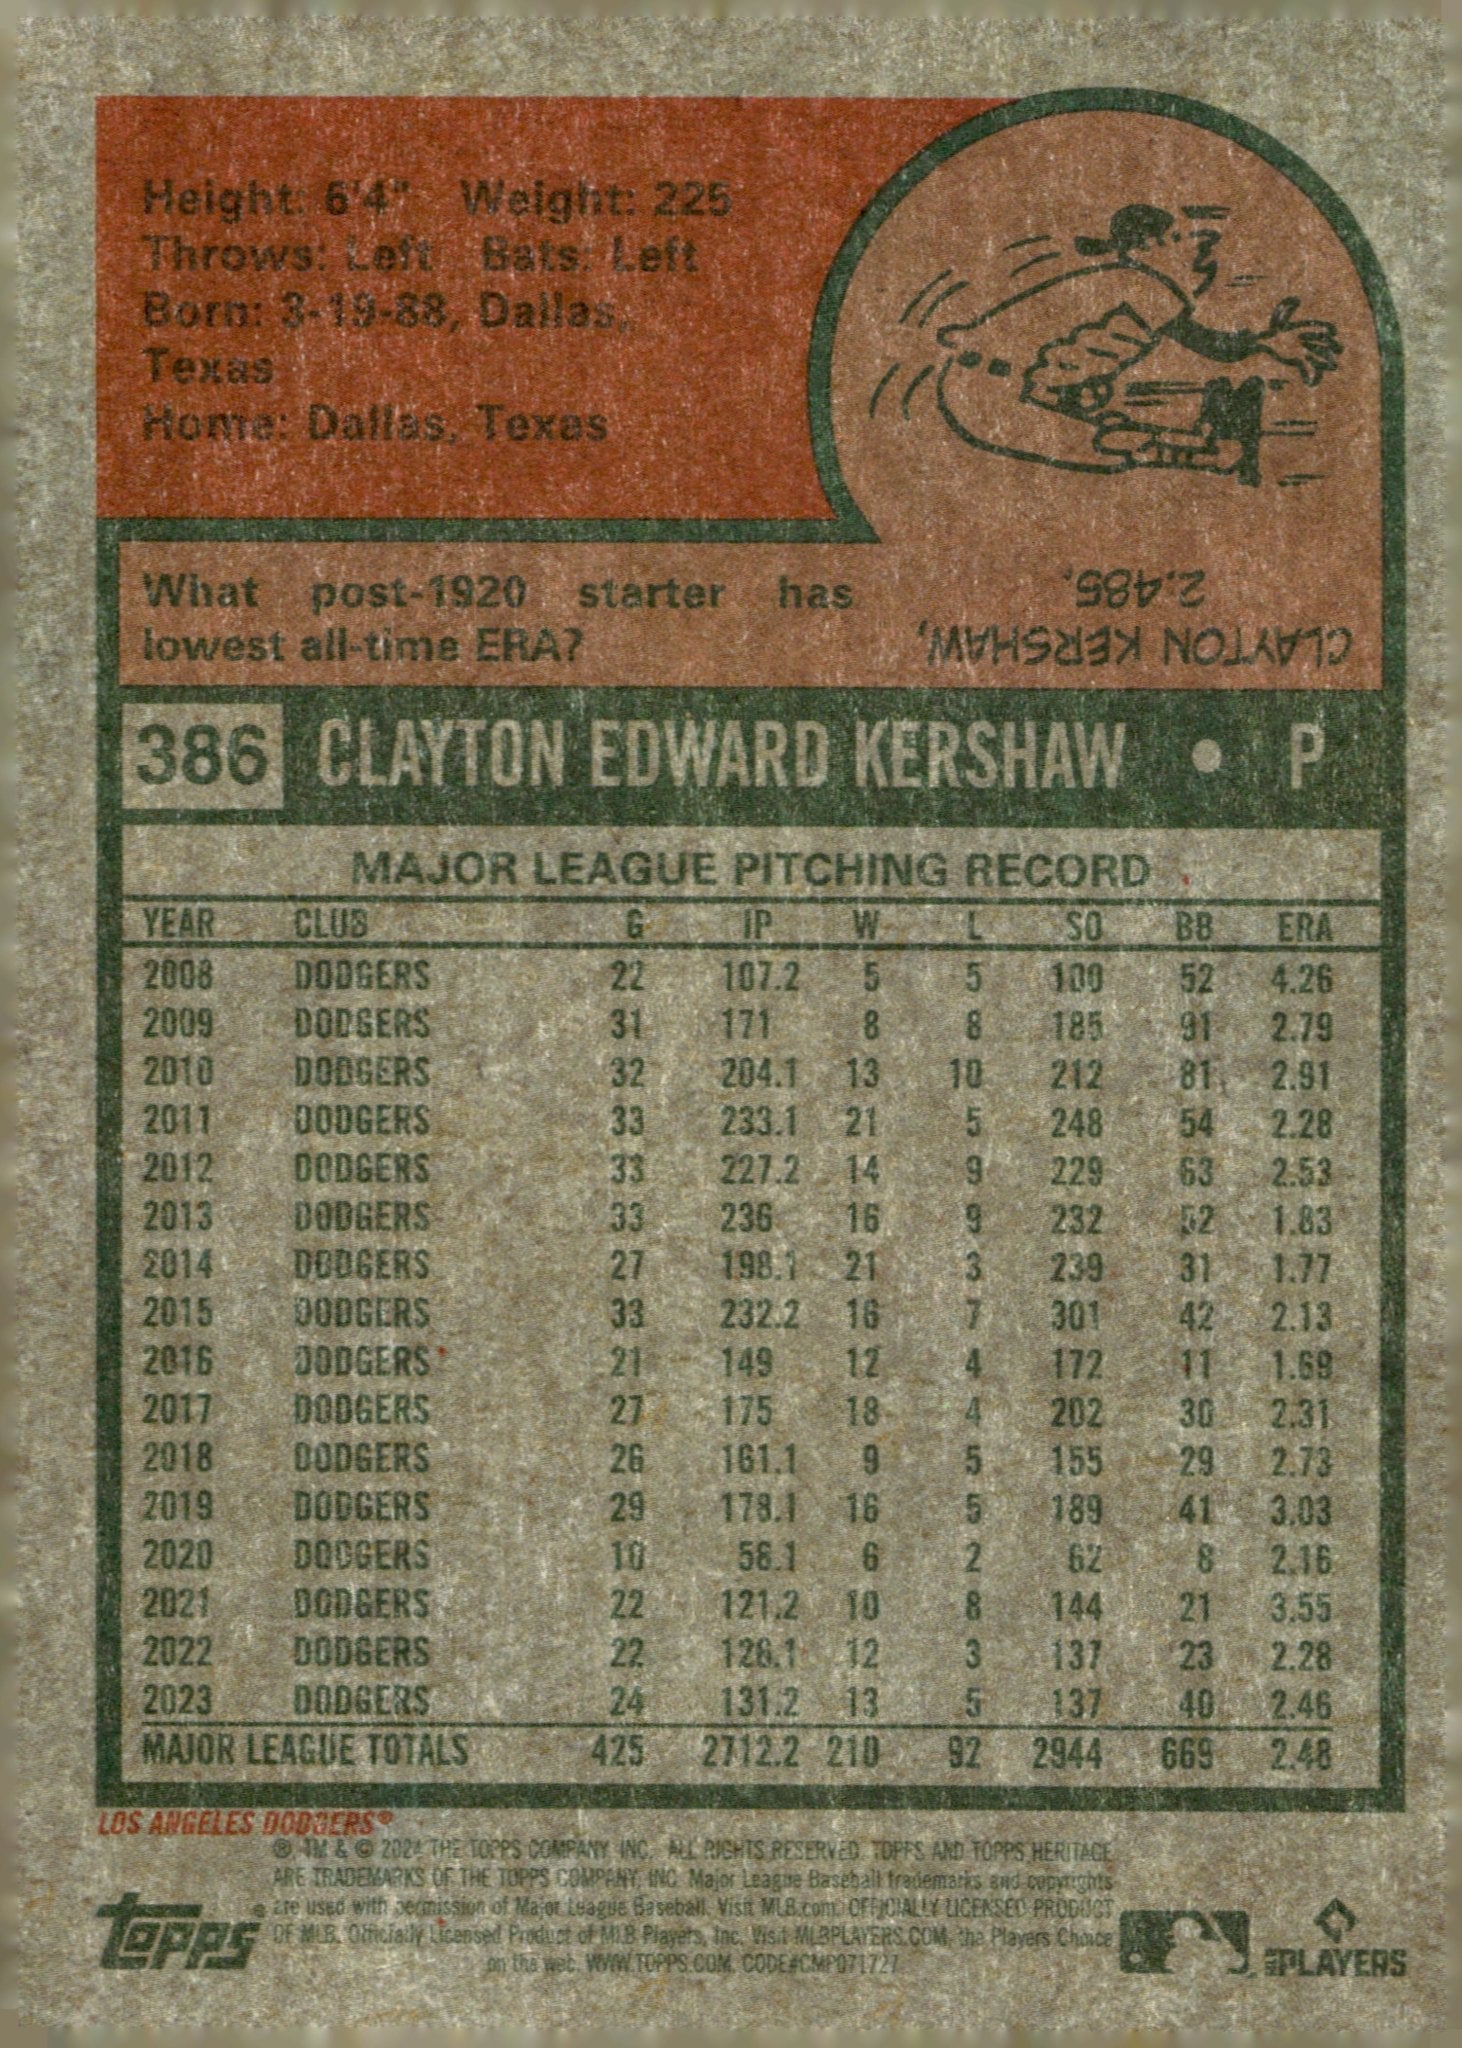 Height: 6'4" Weight: 225
Throws: Left Bats: Left
Born: 3-19-88, Dallas,
Texas
Home: Dallas, Texas
What post-1920 starter has
lowest all-time ERA?
CLAYTON KERSHAW,
2.485.
386 CLAYTON EDWARD KERSHAW • P
MAJOR LEAGUE PITCHING RECORD
YEAR CLUB G IP W L SO BB ERA
2008 DODGERS 22 107.2 5 5 100 52 4.26
2009 DODGERS 31 171 8 8 185 91 2.79
2010 DODGERS 32 204.1 13 10 212 81 2.91
2011 DODGERS 33 233.1 21 5 248 54 2.28
2012 DODGERS 33 227.2 14 9 229 63 2.53
2013 DODGERS 33 236 16 9 232 52 1.83
2014 DODGERS 27 198.1 21 3 239 31 1.77
2015 DODGERS 33 232.2 16 7 301 42 2.13
2016 DODGERS 21 149 12 4 172 11 1.69
2017 DODGERS 27 175 18 4 202 30 2.31
2018 DODGERS 26 161.1 9 5 155 29 2.73
2019 DODGERS 29 178.1 16 5 189 41 3.03
2020 DODGERS 10 58.1 6 2 62 8 2.16
2021 DODGERS 22 121.2 10 8 144 21 3.55
2022 DODGERS 22 126.1 12 3 137 23 2.28
2023 DODGERS 24 131.2 13 5 137 40 2.46
MAJOR LEAGUE TOTALS 425 2712.2 210 92 2944 669 2.48
LOS ANGELES DODGERS®
®, TM & © 2024 THE TOPPS COMPANY, INC. ALL RIGHTS RESERVED. TOPPS AND TOPPS HERITAGE
ARE TRADEMARKS OF THE TOPPS COMPANY, INC. Major League Baseball trademarks and copyrights
are used with permission of Major League Baseball. Visit MLB.com. OFFICIALLY LICENSED PRODUCT
OF MLB. Officially Licensed Product of MLB Players, Inc. Visit MLBPLAYERS.COM, the Players Choice
on the web. WWW.TOPPS.COM. CODE#CMP071727
TOPPS®
MLB PLAYERS